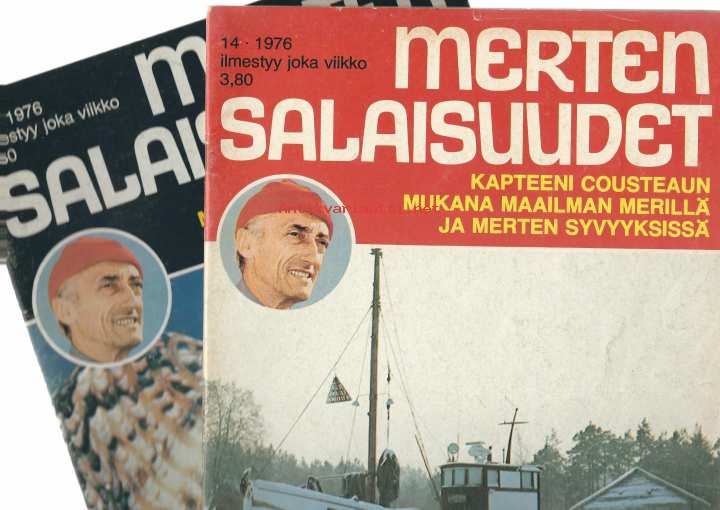 14 · 1976
ilmestyy joka viikko
3,80
MERTEN
SALAISUUDET
KAPTEENI COUSTEAUN
MUKANA MAAILMAN MERILLÄ
JA MERTEN SYVYYKSISSÄ
1976
estyy joka viikko
50
M
SALAI